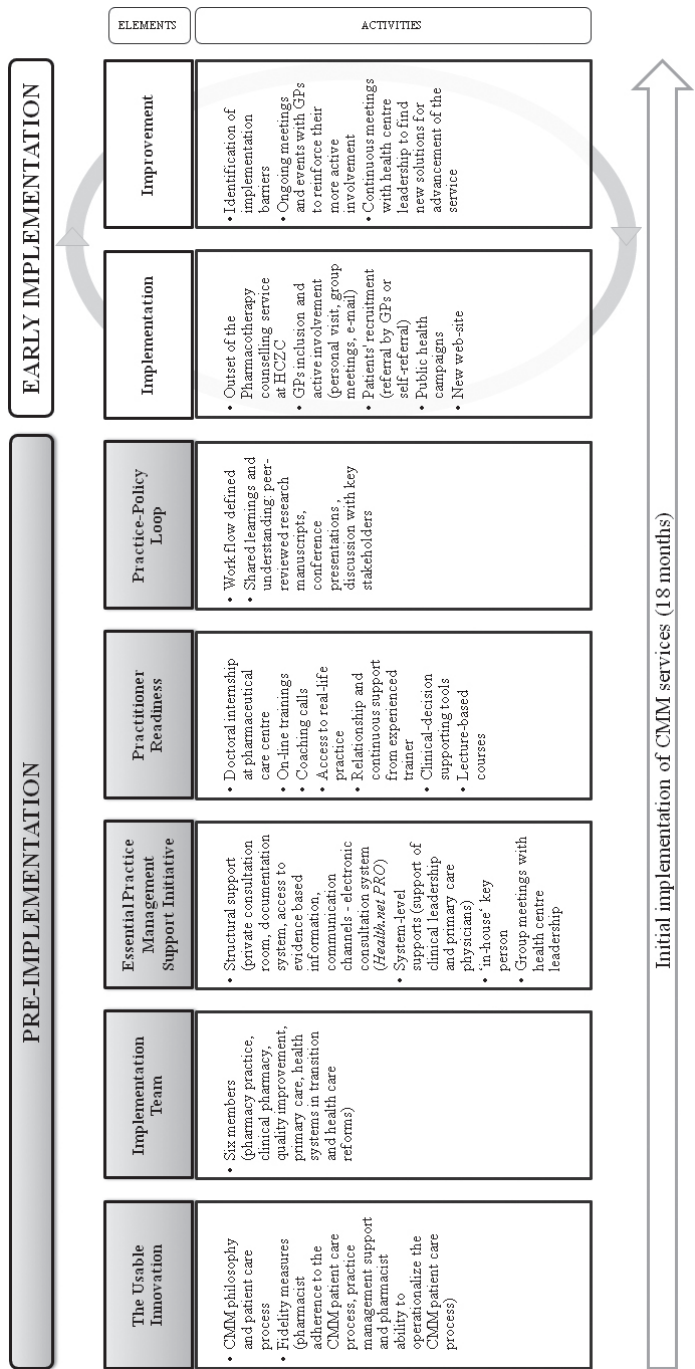 ELEMENTS
ACTIVITIES
PRE-IMPLEMENTATION
The Usable
Innovation
• CMM philosophy
and patient care
process
• Fidelity measures
(pharmacist
adherence to the
CMM patient care
process, practice
management support
and pharmacist
ability to
operationalize the
CMM patient care
process)
Implementation
Team
• Six members
(pharmacy practice,
clinical pharmacy,
quality improvement,
primary care, health
systems in transition
and health care
reforms)
Essential Practice
Management
Support Initiative
• Structural support
(private consultation
room, documentation
system, access to
evidence based
information,
communication
channels - electronic
consultation system
(Health.net PRO)
• System-level
supports (support of
clinical leadership
and primary care
physicians)
• 'in-house' key
person
• Group meetings with
health centre
leadership
Practitioner
Readiness
• Doctoral internship
at pharmaceutical
care centre
• On-line trainings
• Coaching calls
• Access to real-life
practice
• Relationship and
continuous support
from experienced
trainer
• Clinical-decision
supporting tools
• Lecture-based
courses
Practice-Policy
Loop
• Work flow defined
• Shared learnings and
understanding: peer-
reviewed research
manuscripts,
conference
presentations,
discussion with key
stakeholders
EARLY IMPLEMENTATION
Implementation
• Outset of the
Pharmacotherapy
counselling service
at HCZC
• GPs inclusion and
active involvement
(personal visit, group
meetings, e-mail)
• Patients' recruitment
(referral by GPs or
self-referral)
• Public health
campaigns
• New web-site
Improvement
• Identification of
implementation
barriers
• Ongoing meetings
and events with GPs
to reinforce their
more active
involvement
• Continuous meetings
with health centre
leadership to find
new solutions for
advancement of the
service
Initial implementation of CMM services (18 months)